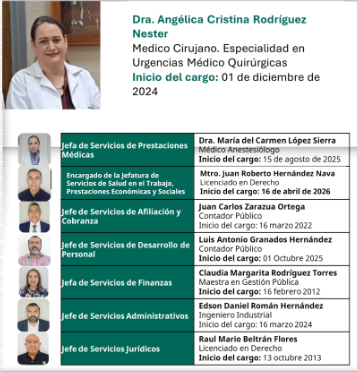 Dra. Angélica Cristina Rodríguez
Nester
Medico Cirujano. Especialidad en
Urgencias Médico Quirúrgicas
Inicio del cargo: 01 de diciembre de
2024
Jefa de Servicios de Prestaciones
Médicas
Dra. María del Carmen López Sierra
Médico Anestesiólogo
Inicio del cargo: 15 de agosto de 2025
Encargado de la Jefatura de
Servicios de Salud en el Trabajo,
Prestaciones Económicas y Sociales
Mtro. Juan Roberto Hernández Nava
Licenciado en Derecho
Inicio del cargo: 16 de abril de 2026
Jefe de Servicios de Afiliación y
Cobranza
Juan Carlos Zarazua Ortega
Contador Público
Inicio del cargo: 16 marzo 2022
Jefe de Servicios de Desarrollo de
Personal
Luis Antonio Granados Hernández
Contador Público
Inicio del cargo: 01 Octubre 2025
Jefa de Servicios de Finanzas
Claudia Margarita Rodríguez Torres
Maestra en Gestión Pública
Inicio del cargo: 16 febrero 2012
Jefe de Servicios Administrativos
Edson Daniel Román Hernández
Ingeniero Industrial
Inicio del cargo: 16 marzo 2024
Jefe de Servicios Jurídicos
Raul Mario Beltrán Flores
Licenciado en Derecho
Inicio del cargo: 13 octubre 2013